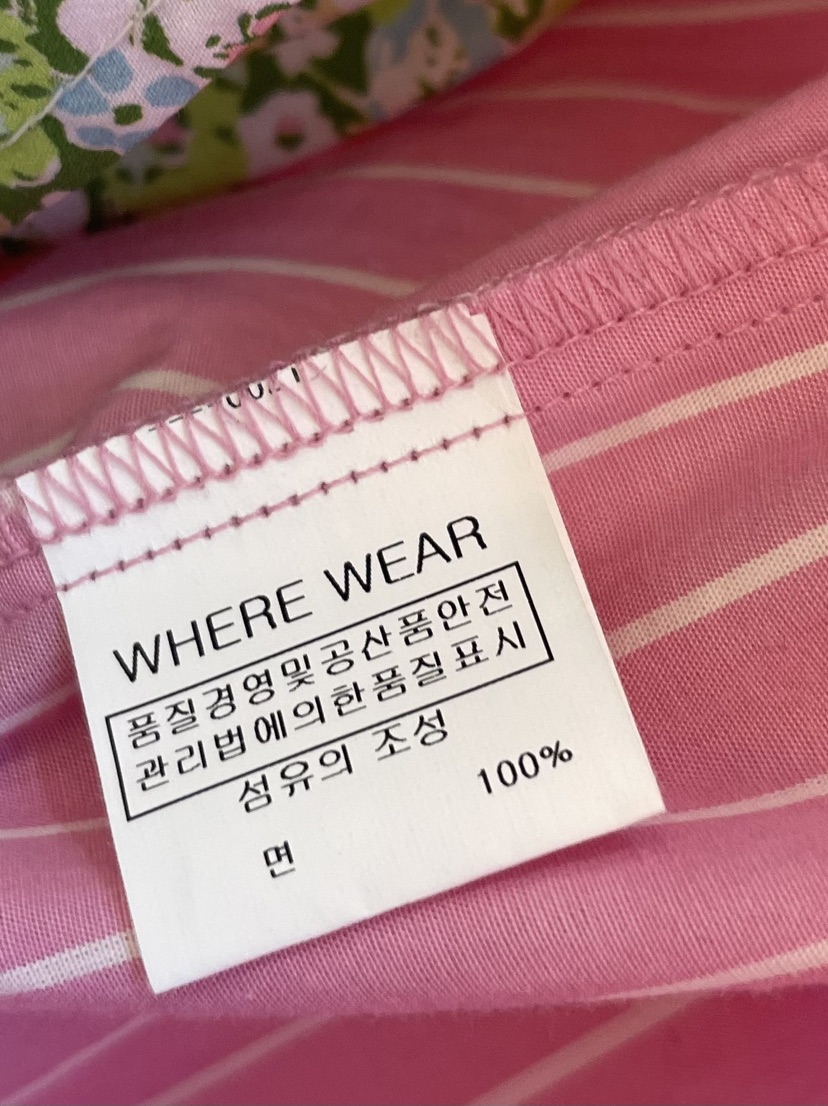 WHERE WEAR
품질경영및공산품안전
관리법에의한품질표시
섬유의 조성
면 100%